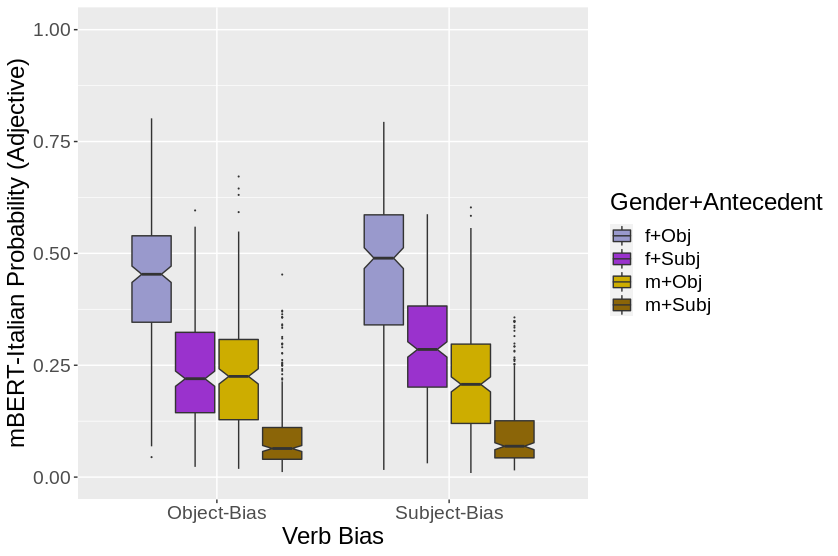 mBERT-Italian Probability (Adjective)
1.00
0.75
0.50
0.25
0.00
Object-Bias
Subject-Bias
Verb Bias
Gender+Antecedent
f+Obj
f+Subj
m+Obj
m+Subj